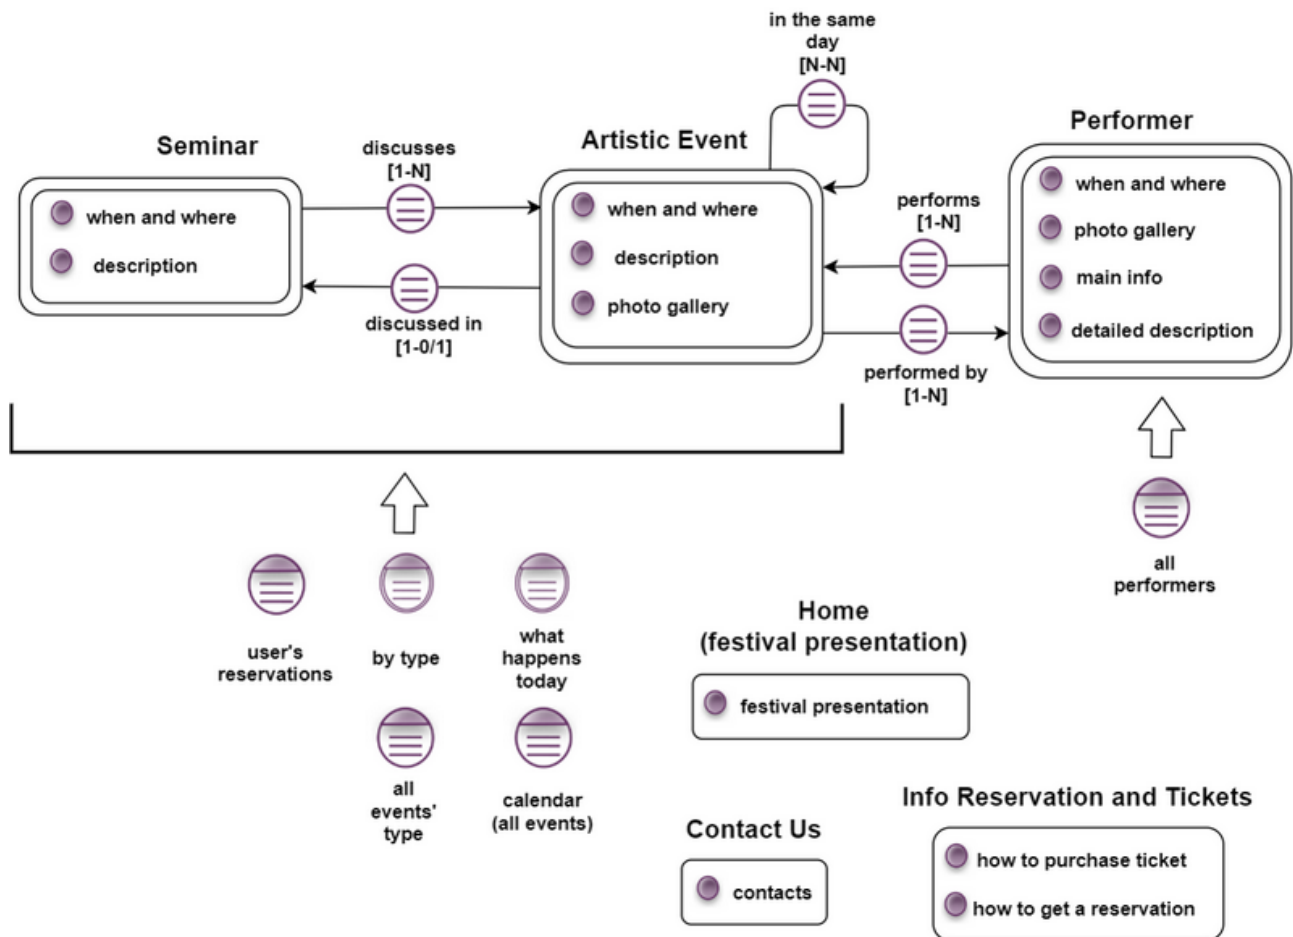 in the same
day
[N-N]
Seminar
discusses
[1-N]
Artistic Event
Performer
when and where
description
discussed in
[1-0/1]
when and where
description
photo gallery
performs
[1-N]
performed by
[1-N]
when and where
photo gallery
main info
detailed description
user's
reservations
by type
what
happens
today
all
events'
type
calendar
(all events)
all
performers
Home
(festival presentation)
festival presentation
Contact Us
contacts
Info Reservation and Tickets
how to purchase ticket
how to get a reservation